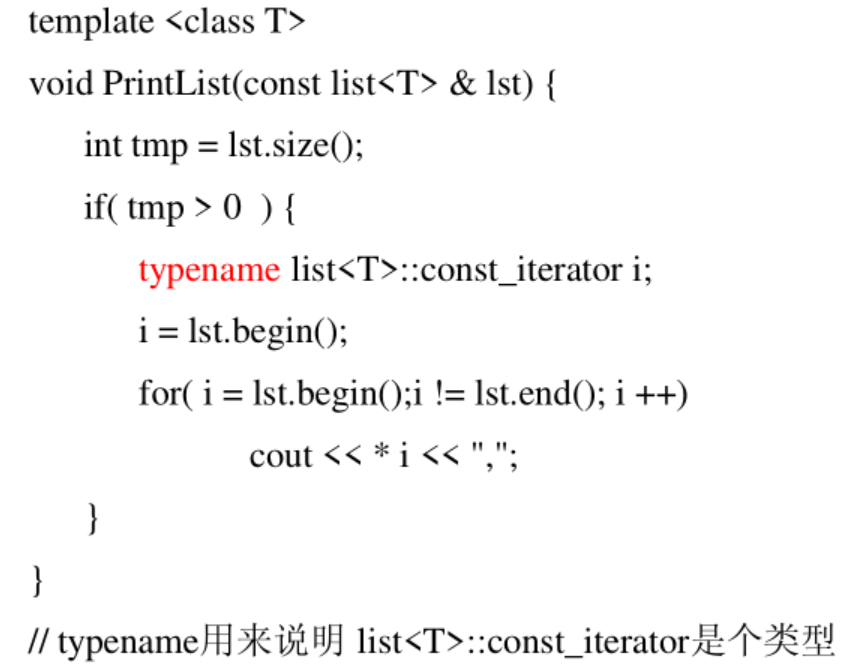 template <class T>
void PrintList(const list<T> & lst) {
int tmp = lst.size();
if( tmp > 0 ) {
typename list<T>::const_iterator i;
i = lst.begin();
for( i = lst.begin();i != lst.end(); i ++)
cout << * i << ",";
}
}
// typename用来说明 list<T>::const_iterator是个类型